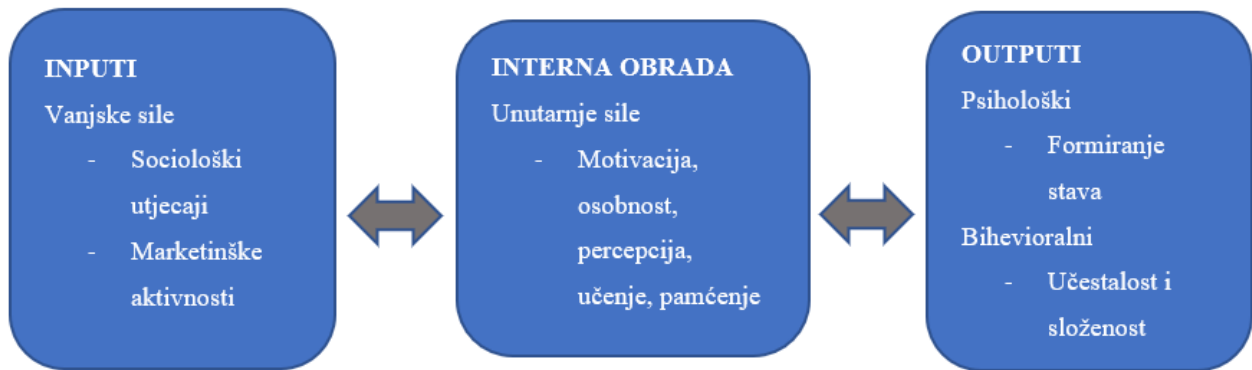 INPUTI
Vanjske sile
- Sociološki
utjecaji
- Marketinške
aktivnosti
INTERNA OBRADA
Unutarnje sile
- Motivacija,
osobnost,
percepcija,
učenje, pamćenje
OUTPUTI
Psihološki
- Formiranje
stava
Bihevioralni
- Učestalost i
složenost